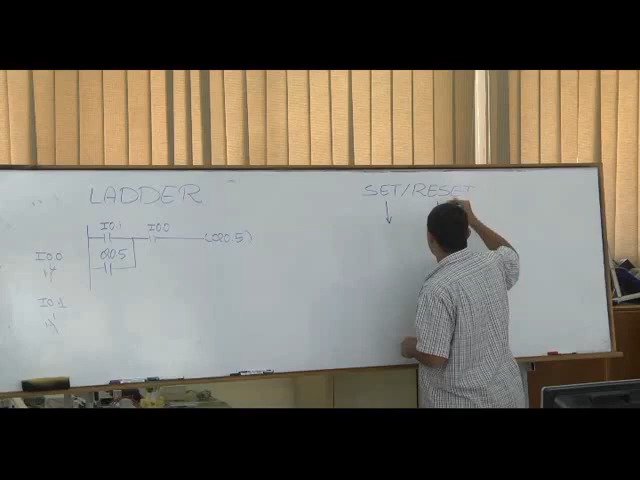 LADDER
SET/RESET
I0.1 I0.0
(Q0.5)
Q0.5
I0.0
I0.1